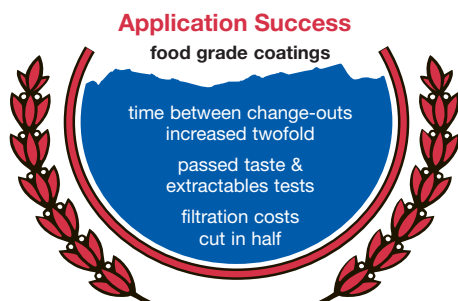 Application Success
food grade coatings
time between change-outs
increased twofold
passed taste &
extractables tests
filtration costs
cut in half